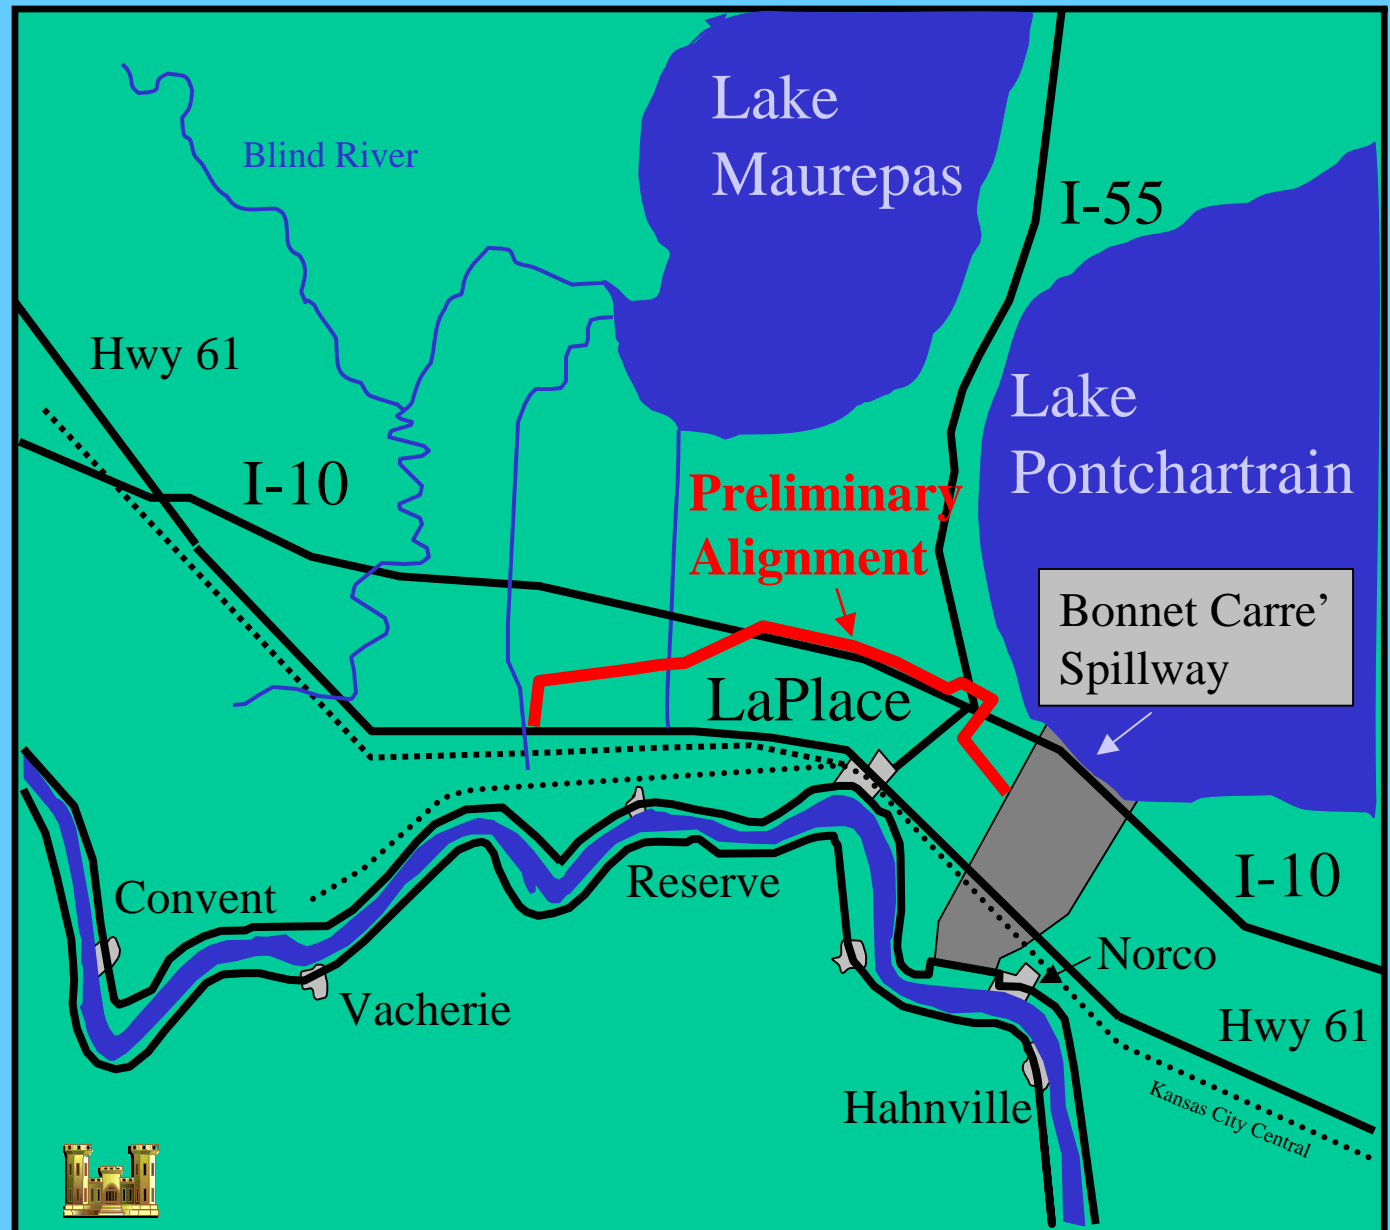 Lake
Maurepas
Blind River
I-55
Hwy 61
Lake
Pontchartrain
I-10
Preliminary
Alignment
Bonnet Carre’
Spillway
LaPlace
Reserve
Convent
I-10
Norco
Vacherie
Hwy 61
Hahnville
Kansas City Central